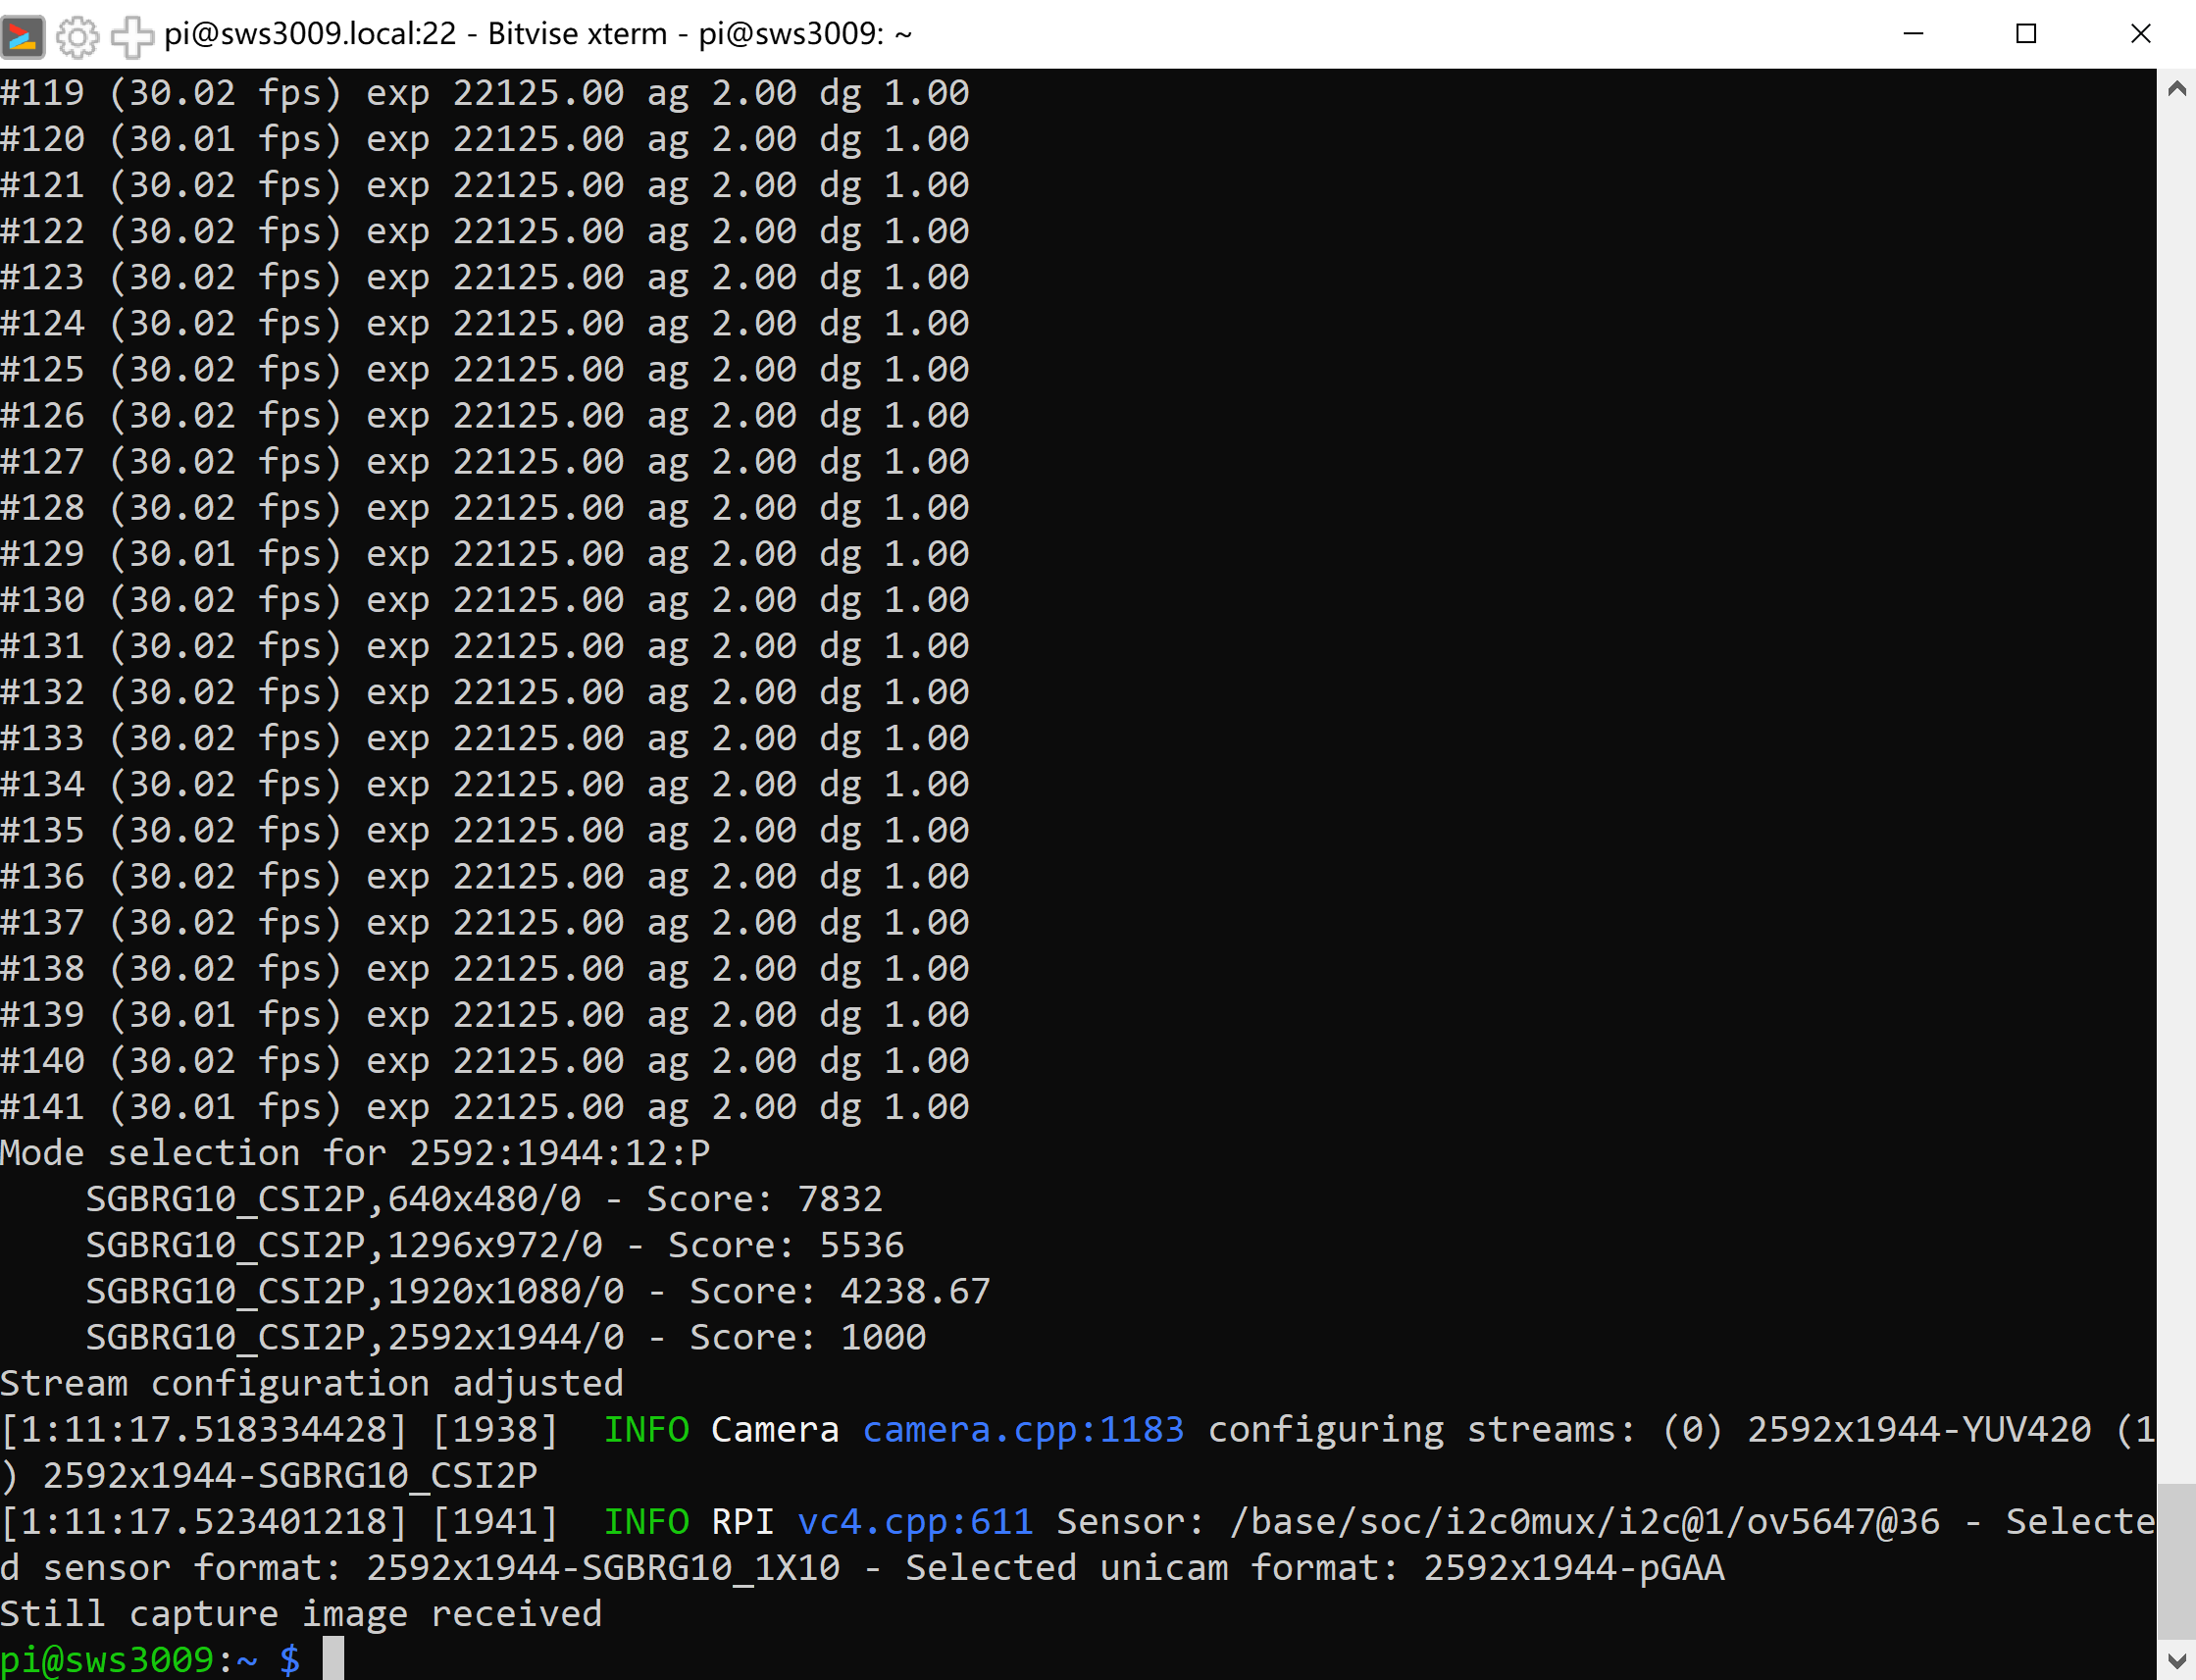 pi@sws3009.local:22 - Bitvise xterm - pi@sws3009: ~
#119 (30.02 fps) exp 22125.00 ag 2.00 dg 1.00
#120 (30.01 fps) exp 22125.00 ag 2.00 dg 1.00
#121 (30.02 fps) exp 22125.00 ag 2.00 dg 1.00
#122 (30.02 fps) exp 22125.00 ag 2.00 dg 1.00
#123 (30.02 fps) exp 22125.00 ag 2.00 dg 1.00
#124 (30.02 fps) exp 22125.00 ag 2.00 dg 1.00
#125 (30.02 fps) exp 22125.00 ag 2.00 dg 1.00
#126 (30.02 fps) exp 22125.00 ag 2.00 dg 1.00
#127 (30.02 fps) exp 22125.00 ag 2.00 dg 1.00
#128 (30.02 fps) exp 22125.00 ag 2.00 dg 1.00
#129 (30.01 fps) exp 22125.00 ag 2.00 dg 1.00
#130 (30.02 fps) exp 22125.00 ag 2.00 dg 1.00
#131 (30.02 fps) exp 22125.00 ag 2.00 dg 1.00
#132 (30.02 fps) exp 22125.00 ag 2.00 dg 1.00
#133 (30.02 fps) exp 22125.00 ag 2.00 dg 1.00
#134 (30.02 fps) exp 22125.00 ag 2.00 dg 1.00
#135 (30.02 fps) exp 22125.00 ag 2.00 dg 1.00
#136 (30.02 fps) exp 22125.00 ag 2.00 dg 1.00
#137 (30.02 fps) exp 22125.00 ag 2.00 dg 1.00
#138 (30.02 fps) exp 22125.00 ag 2.00 dg 1.00
#139 (30.01 fps) exp 22125.00 ag 2.00 dg 1.00
#140 (30.02 fps) exp 22125.00 ag 2.00 dg 1.00
#141 (30.01 fps) exp 22125.00 ag 2.00 dg 1.00
Mode selection for 2592:1944:12:P
    SGBRG10_CSI2P,640x480/0 - Score: 7832
    SGBRG10_CSI2P,1296x972/0 - Score: 5536
    SGBRG10_CSI2P,1920x1080/0 - Score: 4238.67
    SGBRG10_CSI2P,2592x1944/0 - Score: 1000
Stream configuration adjusted
[1:11:17.518334428] [1938]  INFO Camera camera.cpp:1183 configuring streams: (0) 2592x1944-YUV420 (1
) 2592x1944-SGBRG10_CSI2P
[1:11:17.523401218] [1941]  INFO RPI vc4.cpp:611 Sensor: /base/soc/i2c0mux/i2c@1/ov5647@36 - Selecte
d sensor format: 2592x1944-SGBRG10_1X10 - Selected unicam format: 2592x1944-pGAA
Still capture image received
pi@sws3009:~ $